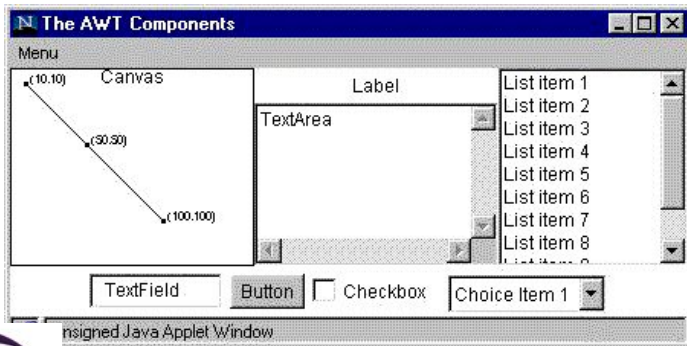 The AWT Components
Menu
(10.10) Canvas
(50.50)
(100.100)
Label
TextArea
List item 1
List item 2
List item 3
List item 4
List item 5
List item 6
List item 7
List item 8
TextField
Button
Checkbox
Choice Item 1
Java Applet Window